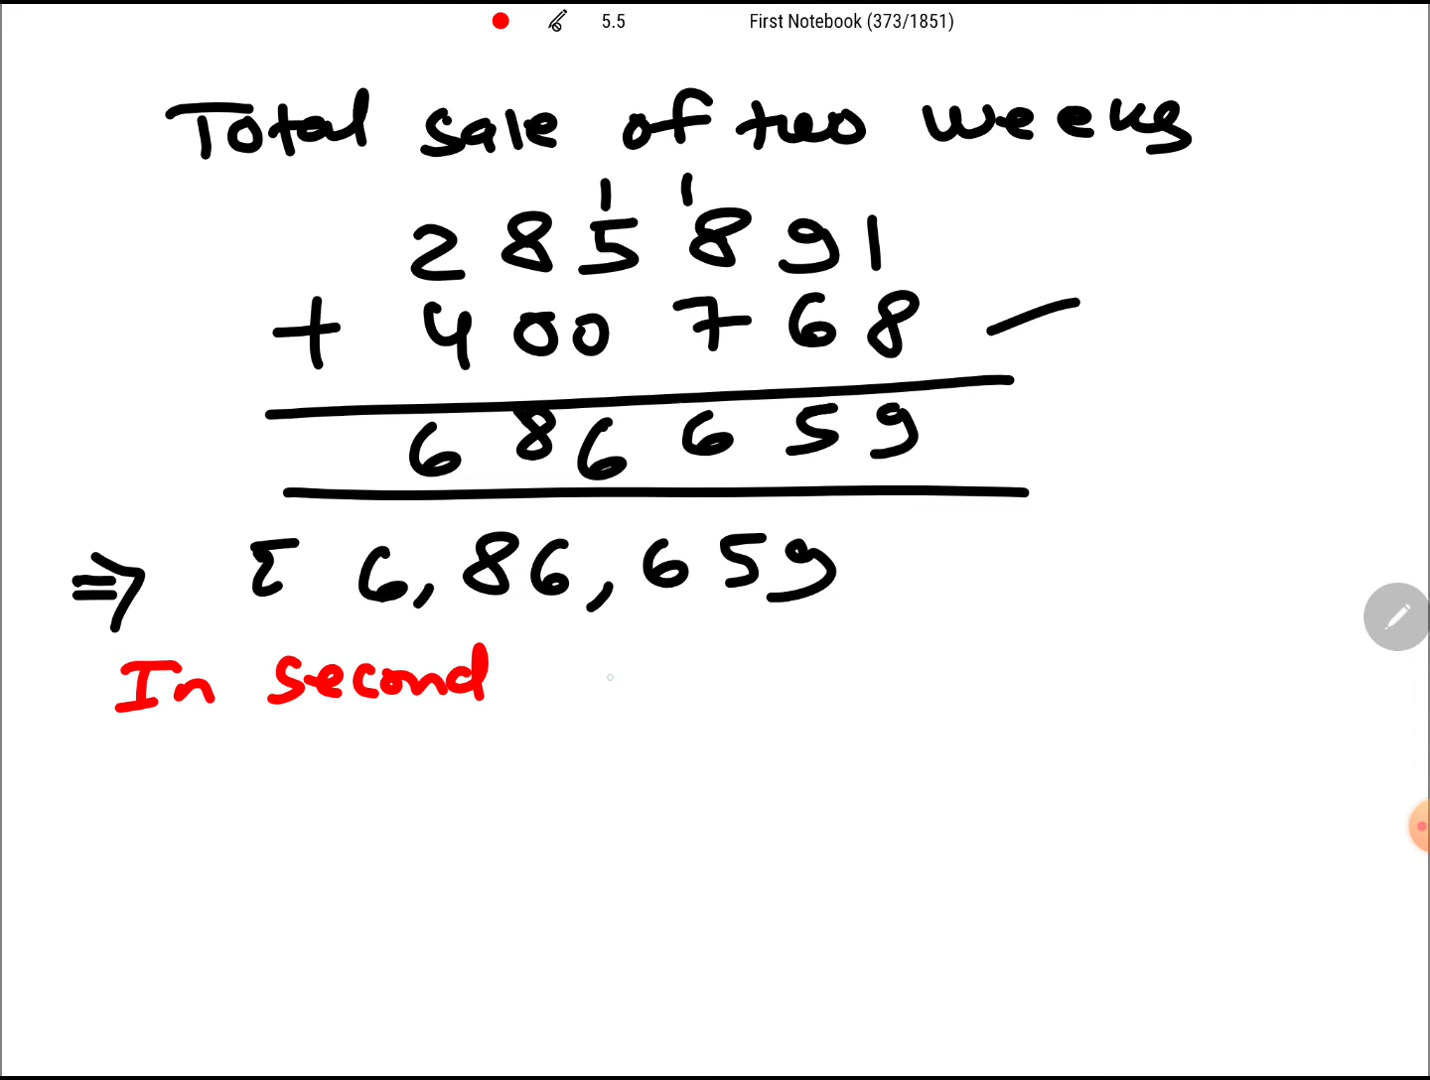 5.5 First Notebook (373/1851)
Total sale of two weeks
1 1
2 8 5 8 9 1
+ 4 0 0 7 6 8 —
6 8 6 6 5 9
⇒ ₹ 6,86,659
In second